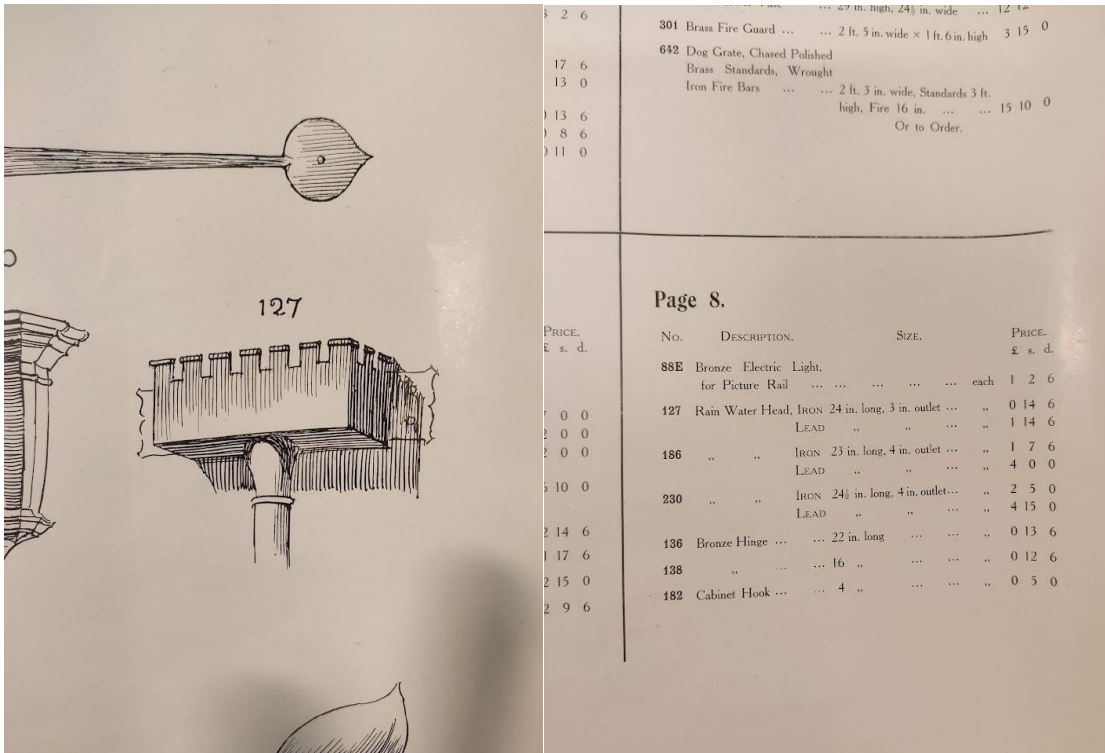 127
3 2 6
17 6
13 0
13 6
8 6
11 0
PRICE.
£ s. d.
0 0
2 0 0
2 0 0
10 0
2 14 6
1 17 6
2 15 0
2 9 6
... 29 in. high, 24½ in. wide ... 12 12
301 Brass Fire Guard ... ... 2 ft. 5 in. wide × 1 ft. 6 in. high 3 15 0
642 Dog Grate, Chased Polished
Brass Standards, Wrought
Iron Fire Bars ... ... 2 ft. 3 in. wide, Standards 3 ft.
high, Fire 16 in. ... ... 15 10 0
Or to Order.
Page 8.
No. DESCRIPTION. SIZE. PRICE.
£ s. d.
88E Bronze Electric Light,
for Picture Rail ... ... ... ... ... each 1 2 6
127 Rain Water Head, IRON 24 in. long, 3 in. outlet ... „ 0 14 6
LEAD „ „ ... „ 1 14 6
186 „ „ IRON 23 in. long, 4 in. outlet ... „ 1 7 6
LEAD „ „ ... „ 4 0 0
230 „ „ IRON 24½ in. long, 4 in. outlet... „ 2 5 0
LEAD „ „ ... „ 4 15 0
136 Bronze Hinge ... ... 22 in. long ... ... „ 0 13 6
138 „ ... ... 16 „ ... ... „ 0 12 6
182 Cabinet Hook ... ... 4 „ ... ... „ 0 5 0